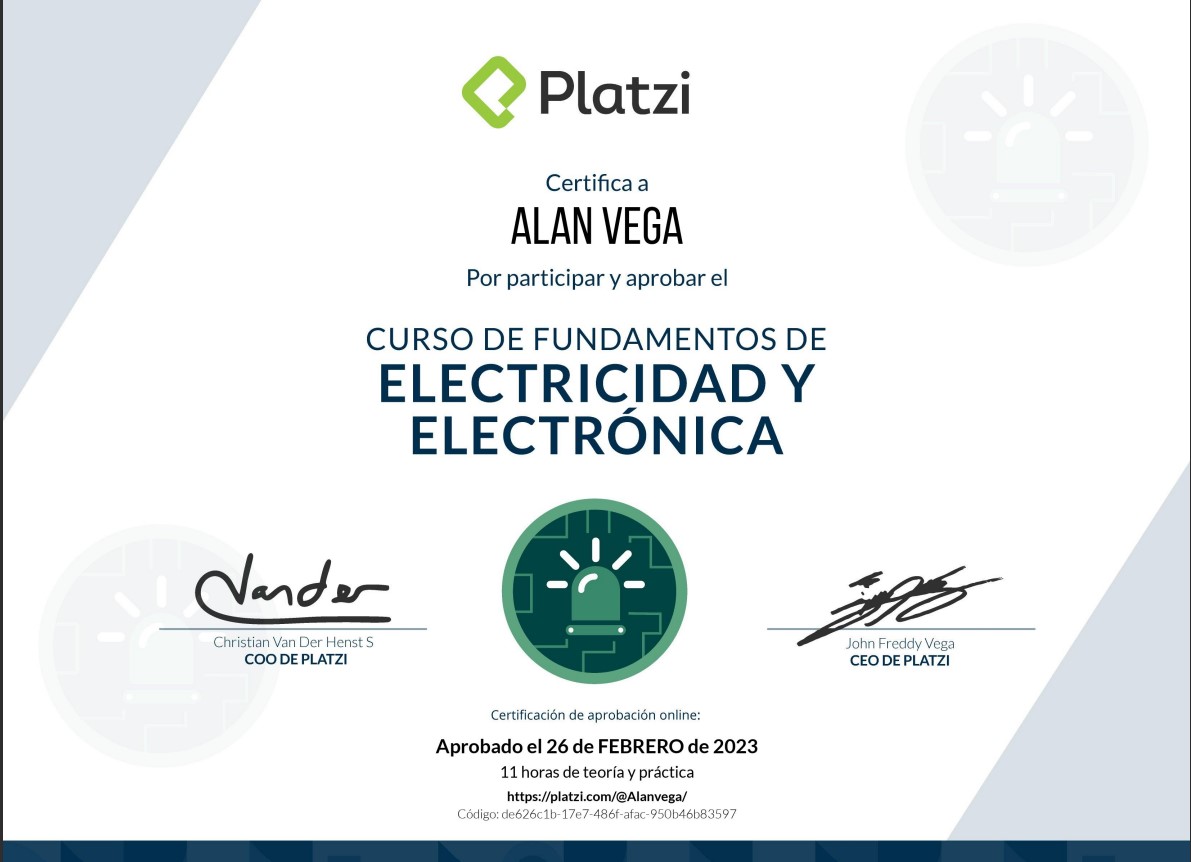 Platzi
Certifica a
ALAN VEGA
Por participar y aprobar el
CURSO DE FUNDAMENTOS DE
ELECTRICIDAD Y
ELECTRÓNICA
Vander
Christian Van Der Henst S
COO DE PLATZI
John Freddy Vega
CEO DE PLATZI
Certificación de aprobación online:
Aprobado el 26 de FEBRERO de 2023
11 horas de teoría y práctica
https://platzi.com/@Alanvega/
Código: de626c1b-17e7-486f-afac-950b46b83597